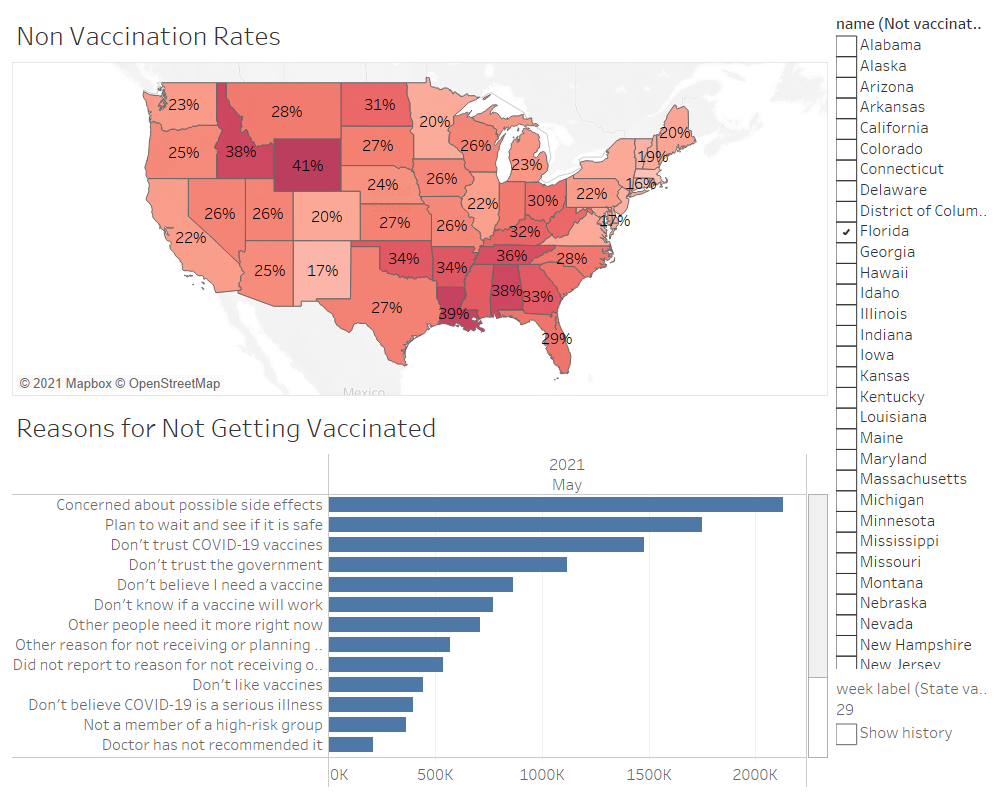 Non Vaccination Rates
23%
28%
31%
20%
20%
25%
38%
41%
27%
26%
23%
19%
24%
26%
22%
16%
26%
26%
20%
22%
30%
22%
27%
26%
32%
17%
25%
17%
34%
34%
36%
28%
27%
39%
38%
33%
29%
© 2021 Mapbox © OpenStreetMap
Mexico
Reasons for Not Getting Vaccinated
2021
May
Concerned about possible side effects
Plan to wait and see if it is safe
Don't trust COVID-19 vaccines
Don't trust the government
Don't believe I need a vaccine
Don't know if a vaccine will work
Other people need it more right now
Other reason for not receiving or planning ..
Did not report to reason for not receiving o..
Don't like vaccines
Don't believe COVID-19 is a serious illness
Not a member of a high-risk group
Doctor has not recommended it
0K 500K 1000K 1500K 2000K
name (Not vaccinat..
Alabama
Alaska
Arizona
Arkansas
California
Colorado
Connecticut
Delaware
District of Colum..
Florida
Georgia
Hawaii
Idaho
Illinois
Indiana
Iowa
Kansas
Kentucky
Louisiana
Maine
Maryland
Massachusetts
Michigan
Minnesota
Mississippi
Missouri
Montana
Nebraska
Nevada
New Hampshire
New Jersey
week label (State va..
29
Show history